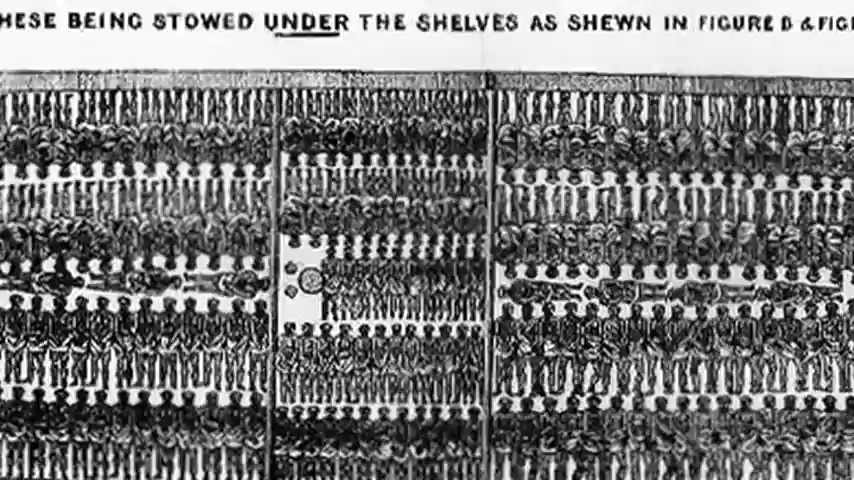 HESE BEING STOWED UNDER THE SHELVES AS SHEWN IN FIGURE B & FIG